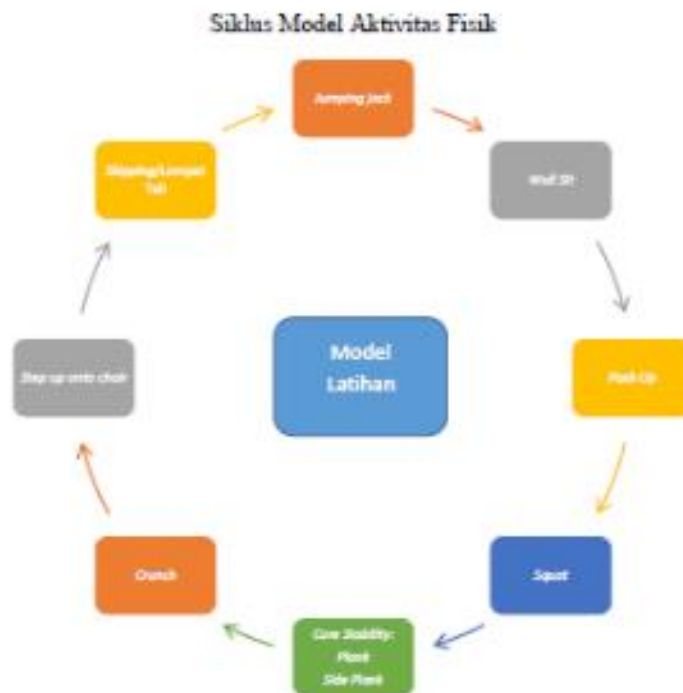 Siklus Model Aktivitas Fisik
Jumping Jack
Wall Sit
Push Up
Squat
Core Stability:
Plank
Side Plank
Crunch
Step up onto chair
Skipping/Lompat
Tali
Model
Latihan